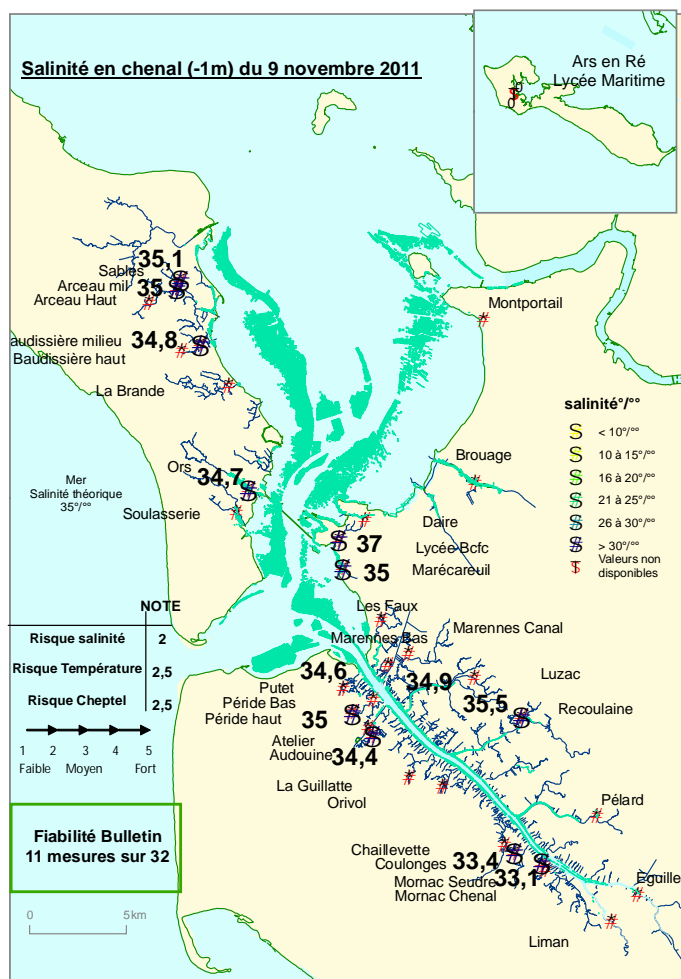 Salinité en chenal (-1m) du 9 novembre 2011
Ars en Ré
Lycée Maritime
0
0
35,1
Sables
Arceau mil
35
Arceau Haut
audissière milieu
34,8
Baudissière haut
La Brande
Montportail
salinité°/°°
< 10°/°°
10 à 15°/°°
16 à 20°/°°
21 à 25°/°°
26 à 30°/°°
> 30°/°°
Valeurs non
disponibles
Ors
34,7
Soulasserie
Mer
Salinité théorique
35°/°°
Brouage
Daire
37
Lycée-Bcfc
35
Marécareuil
NOTE
Risque salinité 2
Risque Température 2,5
Risque Cheptel 2,5
1 2 3 4 5
Faible Moyen Fort
Les Faux
Marennes Canal
Marennes Bas
34,6
34,9
Luzac
Putet
Péride Bas
35,5
Recoulaine
Péride haut
35
Atelier
Audouine
34,4
La Guillatte
Orivol
Pélard
Fiabilité Bulletin
11 mesures sur 32
Chaillevette
Coulonges
33,4
Mornac Seudre
33,1
Mornac Chenal
Eguille
Liman
0 5km